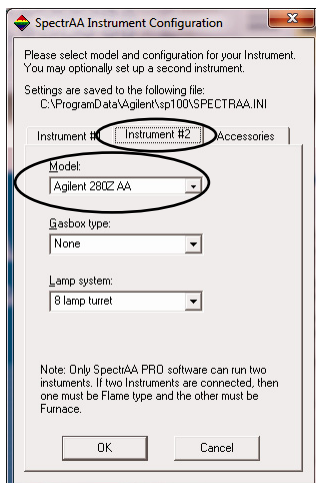 SpectrAA Instrument Configuration
Please select model and configuration for your Instrument.
You may optionally set up a second instrument.
Settings are saved to the following file:
C:\ProgramData\Agilent\sp100\SPECTRAA.INI
Instrument #1 Instrument #2 Accessories
Model:
Agilent 280Z AA
Gasbox type:
None
Lamp system:
8 lamp turret
Note: Only SpectrAA PRO software can run two
instuments. If two Instruments are connected, then
one must be Flame type and the other must be
Furnace.
OK Cancel